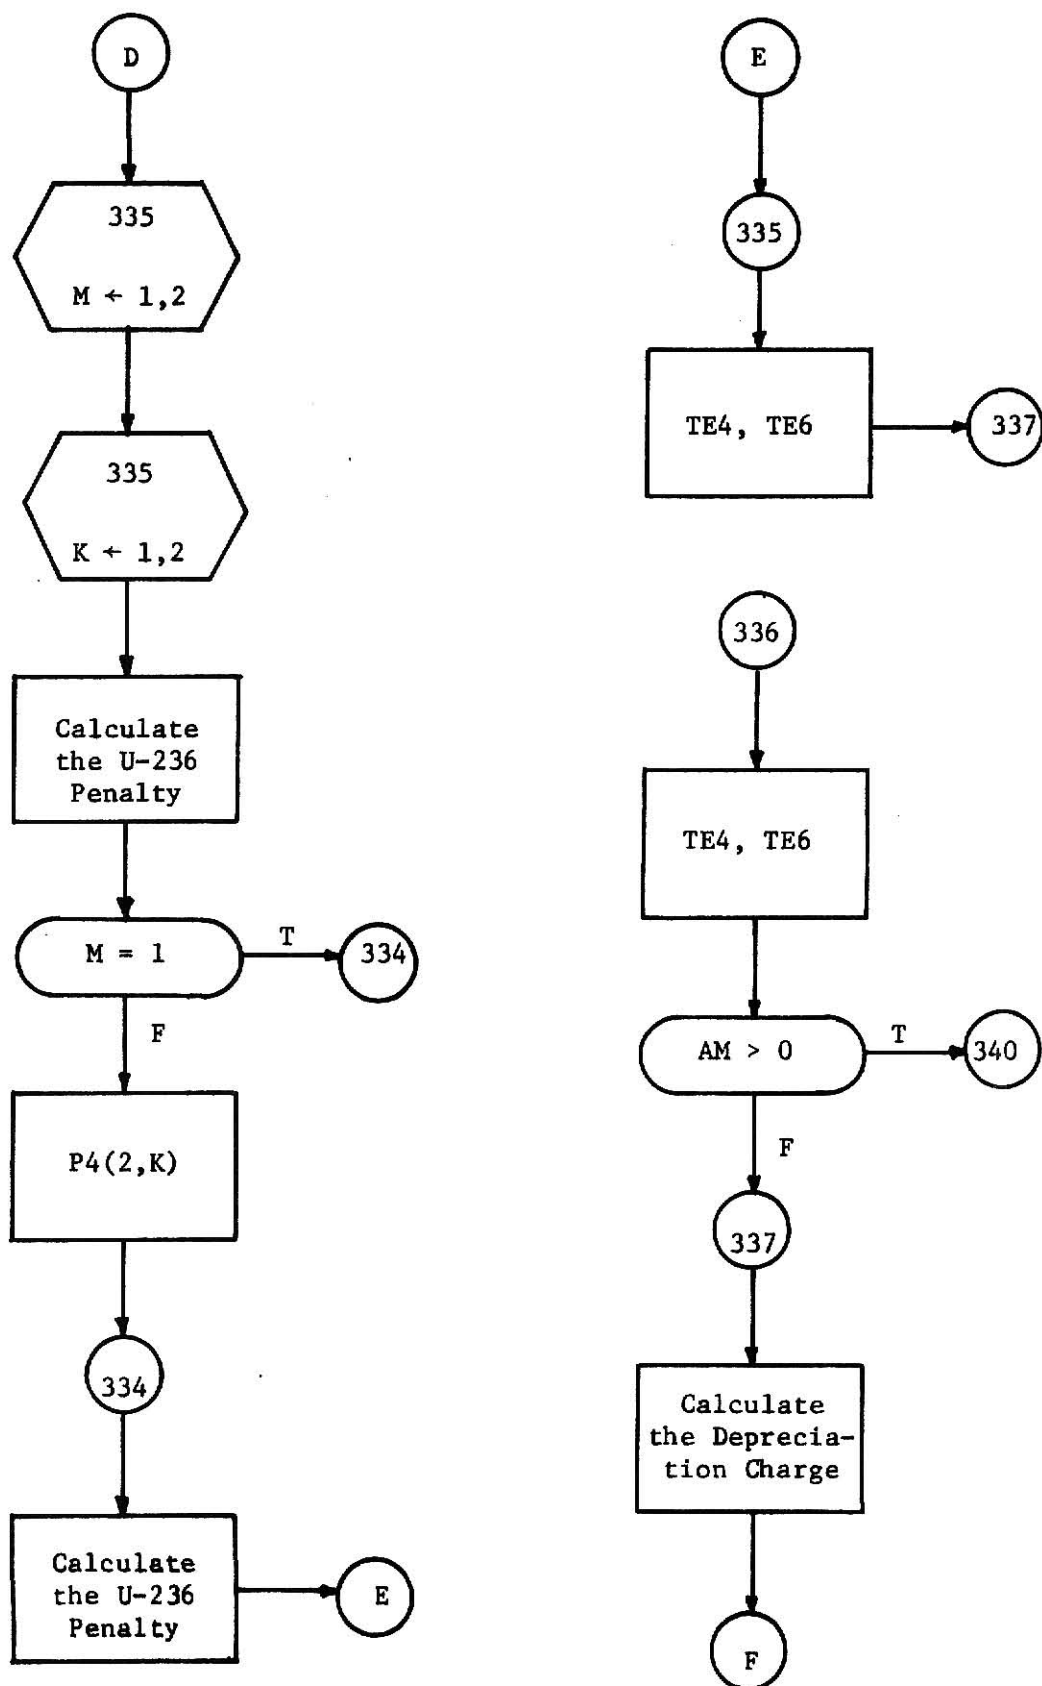 D
335
M ← 1,2
335
K ← 1,2
Calculate
the U-236
Penalty
M = 1
T
334
F
P4(2,K)
334
Calculate
the U-236
Penalty
E
E
335
TE4, TE6
337
336
TE4, TE6
AM > 0
T
340
F
337
Calculate
the Deprecia-
tion Charge
F